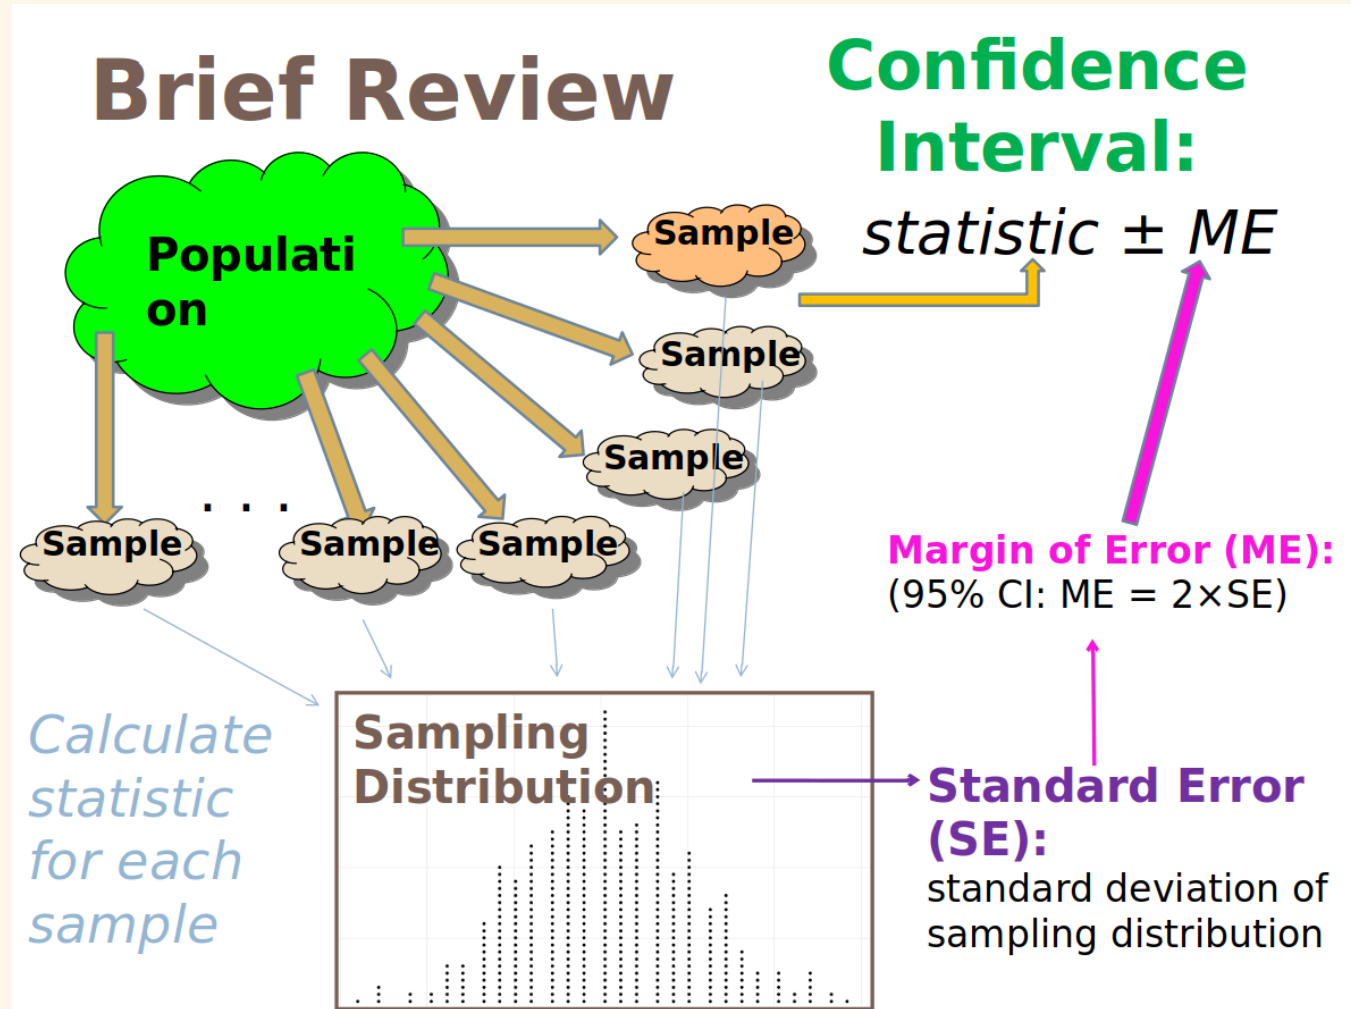 Brief Review
Confidence
Interval:
statistic ± ME
Populati
on
Sample
Sample
Sample
. . .
Sample
Sample
Sample
Margin of Error (ME):
(95% CI: ME = 2×SE)
Calculate
statistic
for each
sample
Sampling
Distribution
Standard Error
(SE):
standard deviation of
sampling distribution